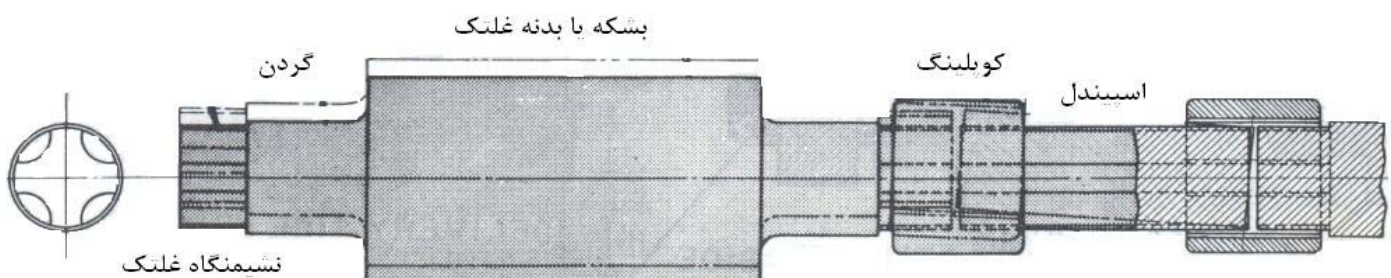 بشکه یا بدنه غلتک
گردن
کوپلینگ
اسپیندل
نشیمنگاه غلتک